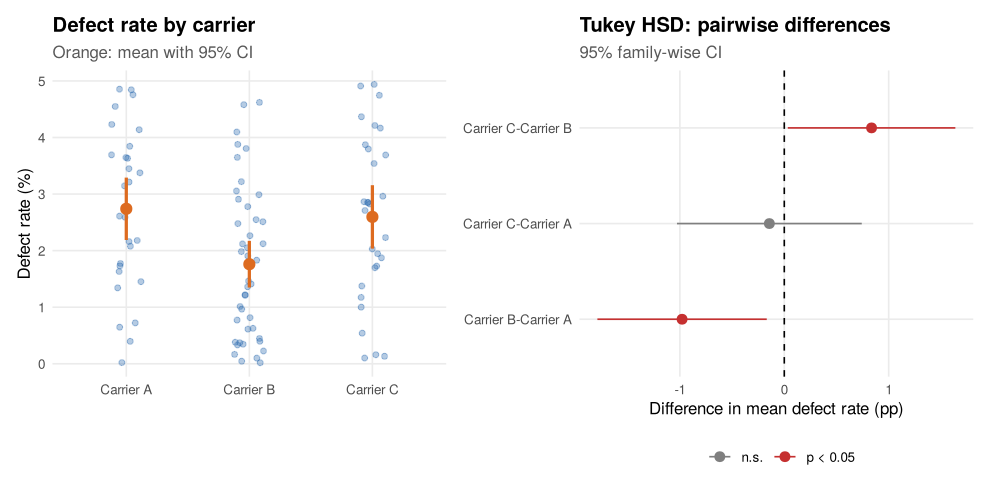 Defect rate by carrier
Orange: mean with 95% CI
Defect rate (%)
5
4
3
2
1
0
Carrier A
Carrier B
Carrier C
Tukey HSD: pairwise differences
95% family-wise CI
Carrier C-Carrier B
Carrier C-Carrier A
Carrier B-Carrier A
-1
0
1
Difference in mean defect rate (pp)
n.s.
p < 0.05